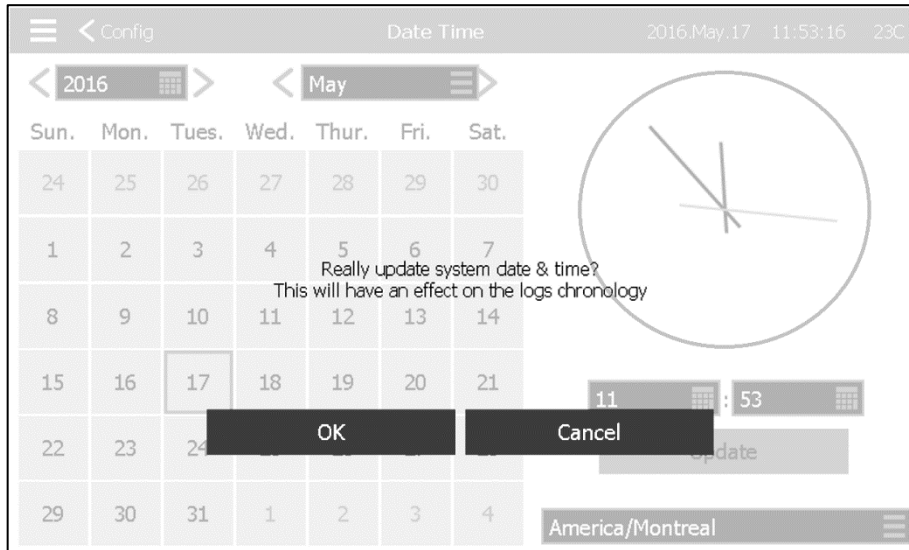 Config Date Time 2016.May.17 11:53:16 23C
2016 May
Sun. Mon. Tues. Wed. Thur. Fri. Sat.
24 25 26 27 28 29 30
1 2 3 4 5 6 7
Really update system date & time?
This will have an effect on the logs chronology
8 9 10 11 12 13 14
15 16 17 18 19 20 21
11 : 53
OK Cancel
22 23 24
Update
29 30 31 1 2 3 4
America/Montreal